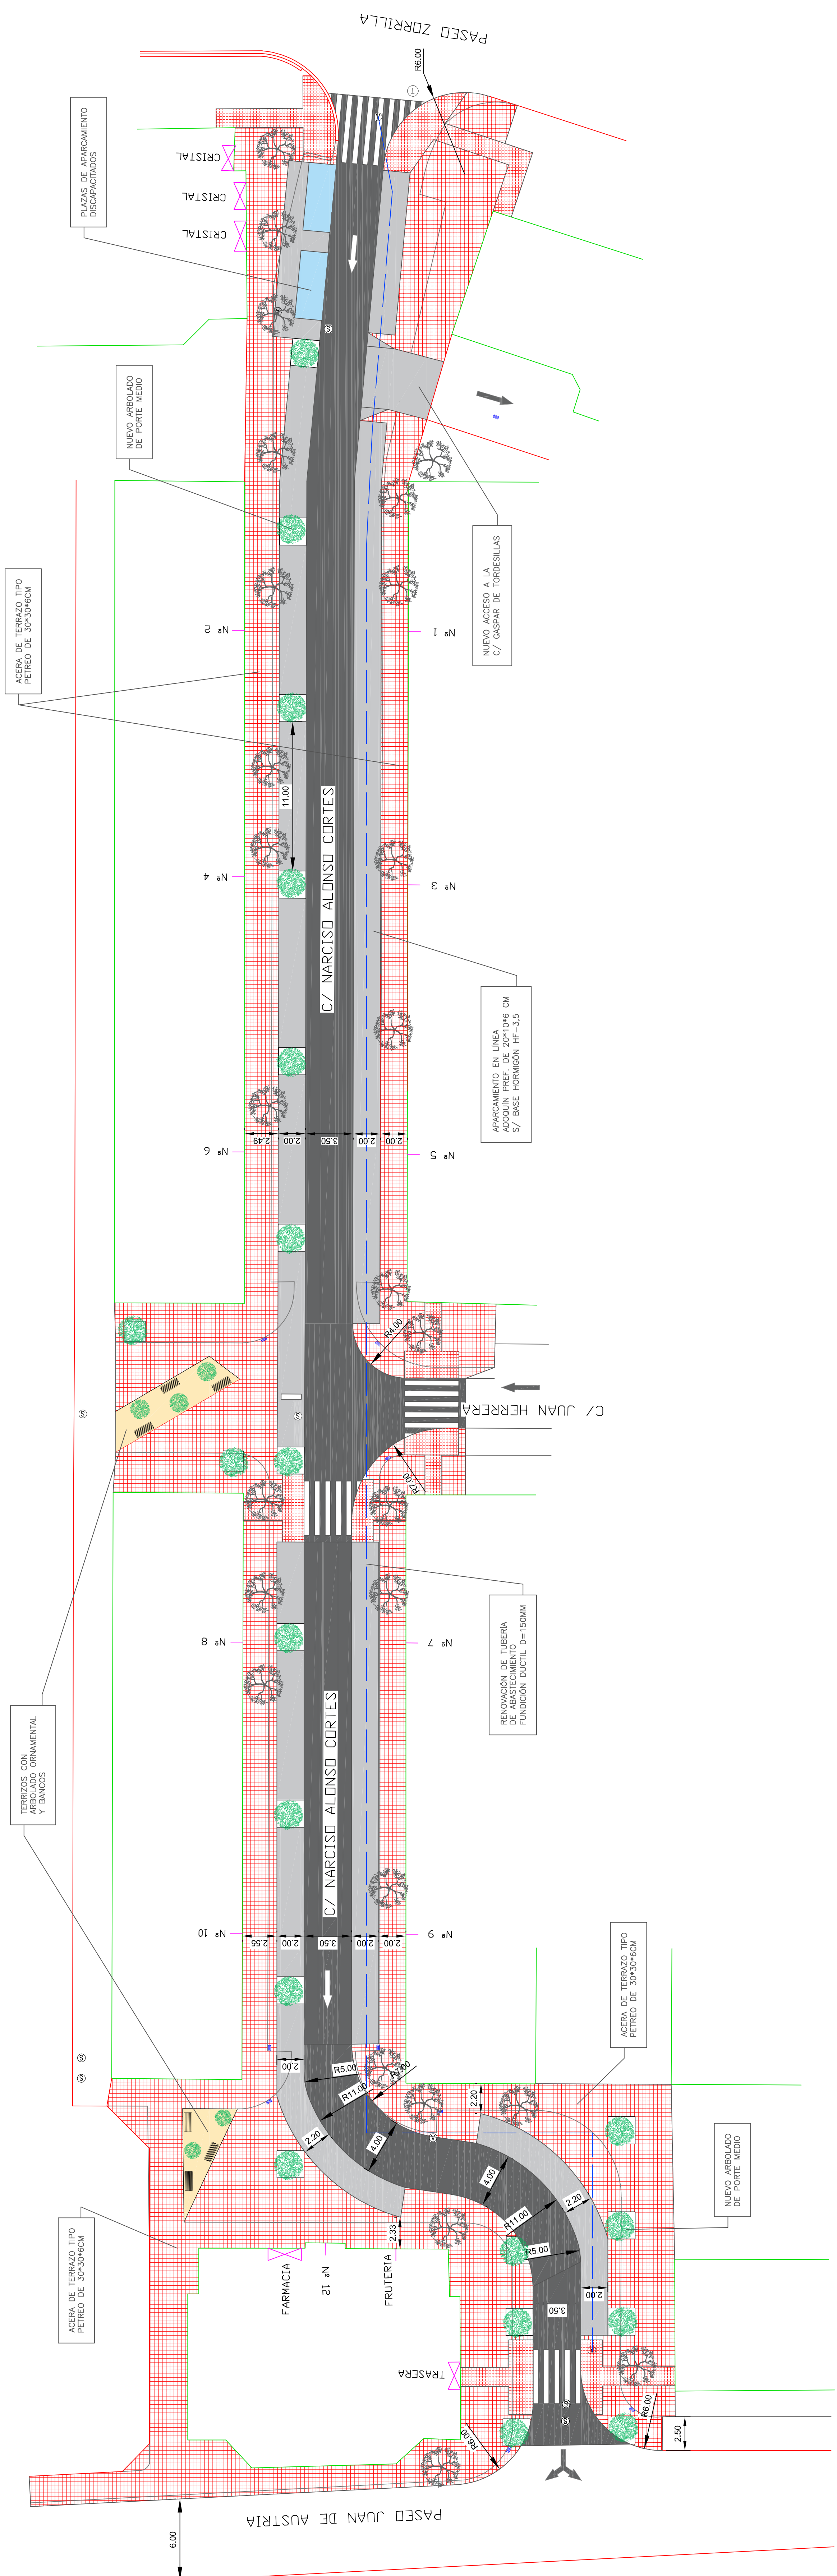 PASEO ZORRILLA
R6.00
T
PLAZAS DE APARCAMIENTO
DISCAPACITADOS
CRISTAL
CRISTAL
CRISTAL
S
NUEVO ARBOLADO
DE PORTE MEDIO
NUEVO ACCESO A LA
C/ GASPAR DE TORDESILLAS
ACERA DE TERRAZO TIPO
PETREO DE 30*30*6CM
Nº 2
Nº 1
11.00
C/ NARCISO ALONSO CORTES
Nº 4
Nº 3
APARCAMIENTO EN LÍNEA
ADOQUÍN PREF. DE 20*10*6 CM
S/ BASE HORMIGÓN HF-3,5
2.49
2.00
3.50
2.00
2.00
Nº 6
Nº 5
R4.00
C/ JUAN HERRERA
S
S
R7.00
Nº 8
Nº 7
RENOVACIÓN DE TUBERÍA
DE ABASTECIMIENTO
FUNDICIÓN DUCTIL D=150MM
TERRIZOS CON
ARBOLADO ORNAMENTAL
Y BANCOS
C/ NARCISO ALONSO CORTES
Nº 10
Nº 9
2.55
2.00
3.50
2.00
2.00
ACERA DE TERRAZO TIPO
PETREO DE 30*30*6CM
S
S
2.00
R5.00
R11.00
R7.00
2.20
4.00
2.20
4.00
R11.00
2.20
R5.00
2.00
3.50
2.33
NUEVO ARBOLADO
DE PORTE MEDIO
ACERA DE TERRAZO TIPO
PETREO DE 30*30*6CM
FARMACIA
Nº 12
FRUTERIA
TRASERA
R6.00
R6.00
2.50
PASEO JUAN DE AUSTRIA
6.00